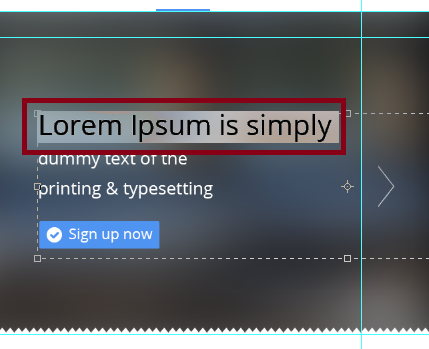 Lorem Ipsum is simply
dummy text of the
printing & typesetting
Sign up now